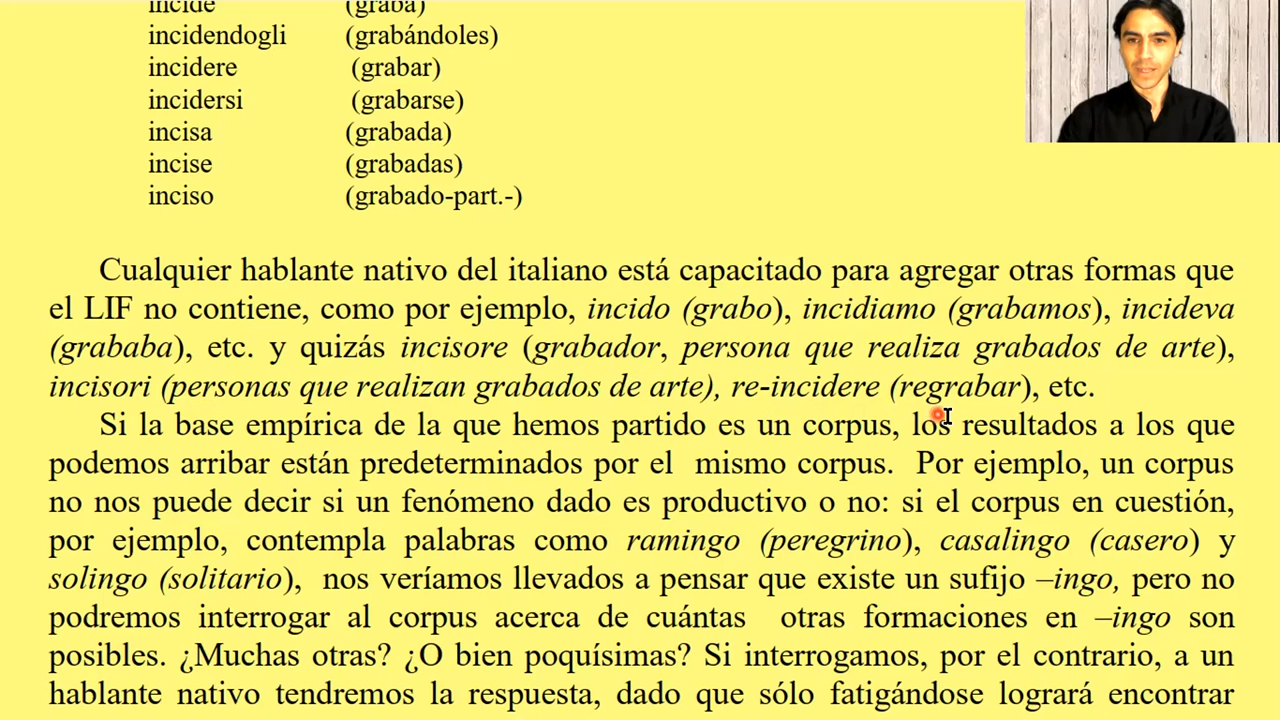 incide (graba)
incidendogli (grabándoles)
incidere (grabar)
incidersi (grabarse)
incisa (grabada)
incise (grabadas)
inciso (grabado-part.-)
Cualquier hablante nativo del italiano está capacitado para agregar otras formas que
el LIF no contiene, como por ejemplo, incido (grabo), incidiamo (grabamos), incideva
(grababa), etc. y quizás incisore (grabador, persona que realiza grabados de arte),
incisori (personas que realizan grabados de arte), re-incidere (regrabar), etc.
Si la base empírica de la que hemos partido es un corpus, los resultados a los que
podemos arribar están predeterminados por el mismo corpus. Por ejemplo, un corpus
no nos puede decir si un fenómeno dado es productivo o no: si el corpus en cuestión,
por ejemplo, contempla palabras como ramingo (peregrino), casalingo (casero) y
solingo (solitario), nos veríamos llevados a pensar que existe un sufijo –ingo, pero no
podremos interrogar al corpus acerca de cuántas otras formaciones en –ingo son
posibles. ¿Muchas otras? ¿O bien poquísimas? Si interrogamos, por el contrario, a un
hablante nativo tendremos la respuesta, dado que sólo fatigándose logrará encontrar